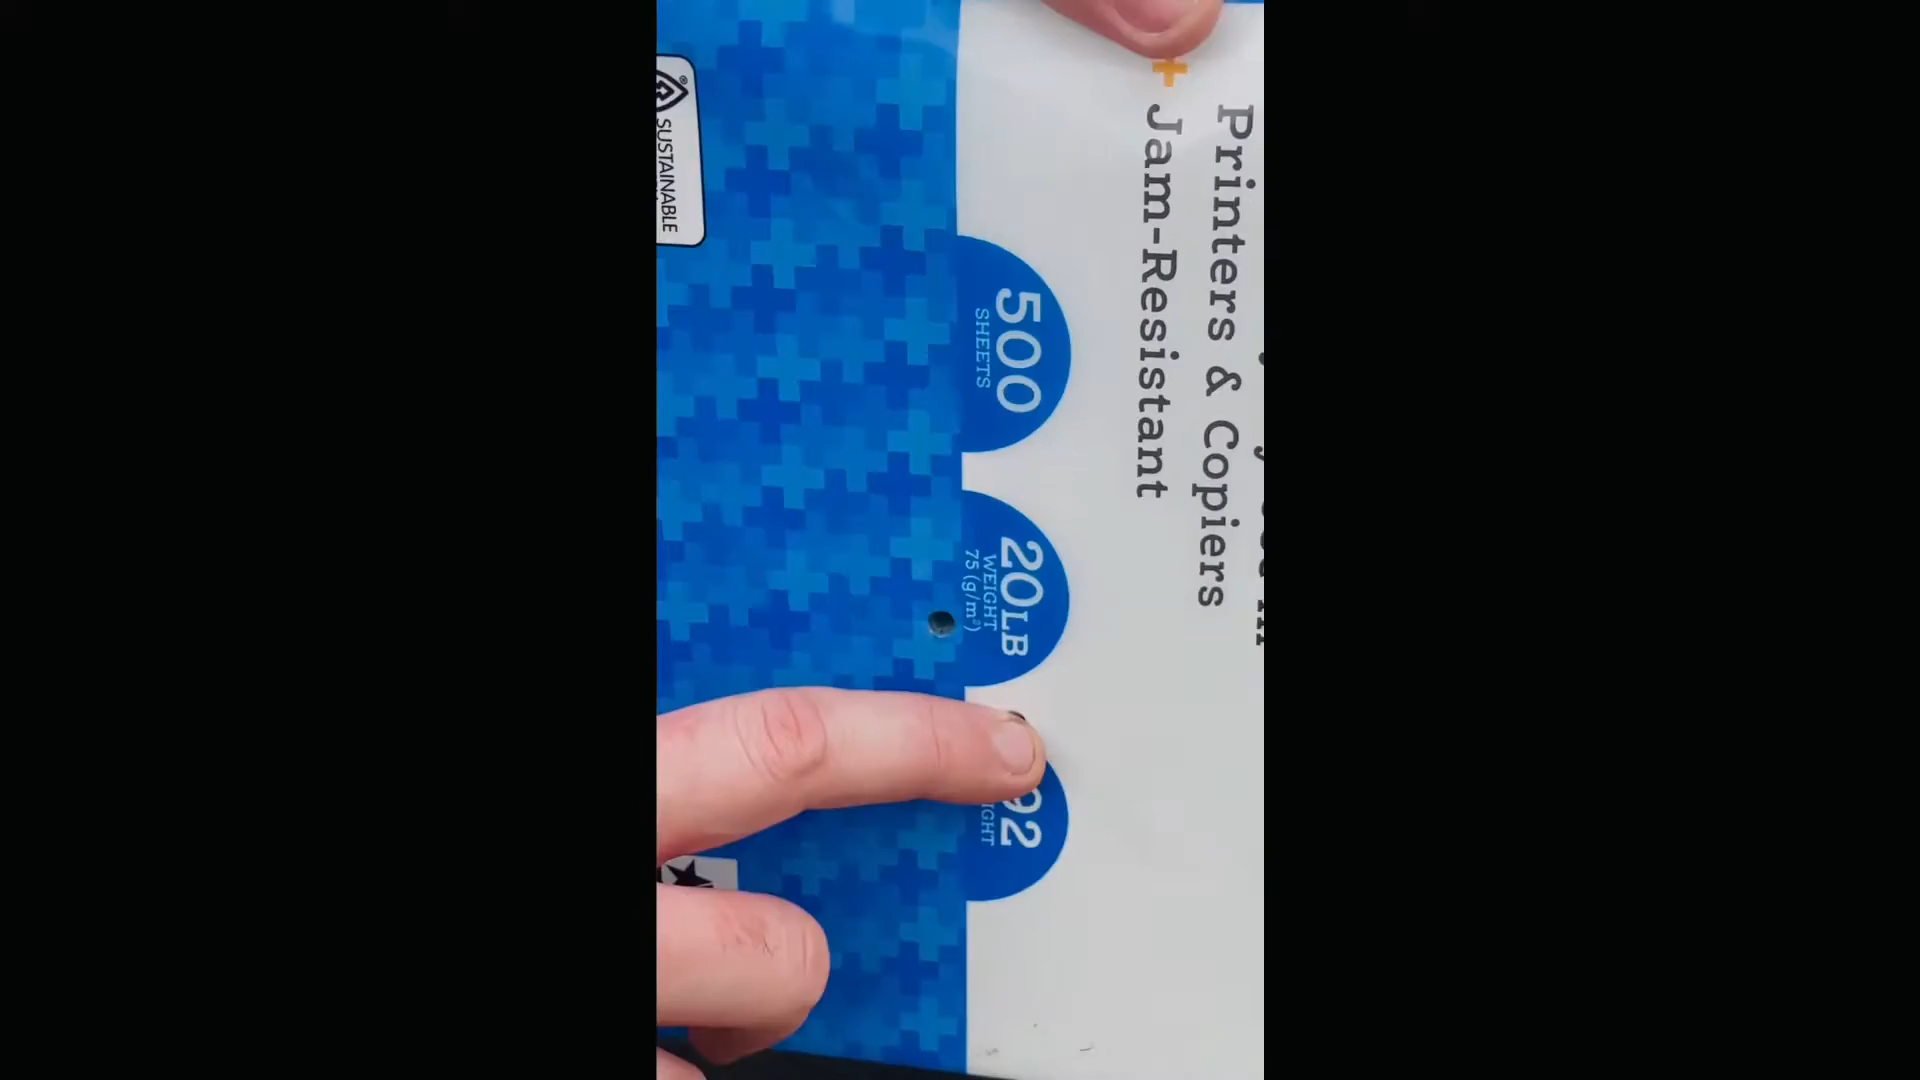 Printers & Copiers
Jam-Resistant
500
SHEETS
20LB
WEIGHT
75 (g/m²)
92
SUSTAINABLE